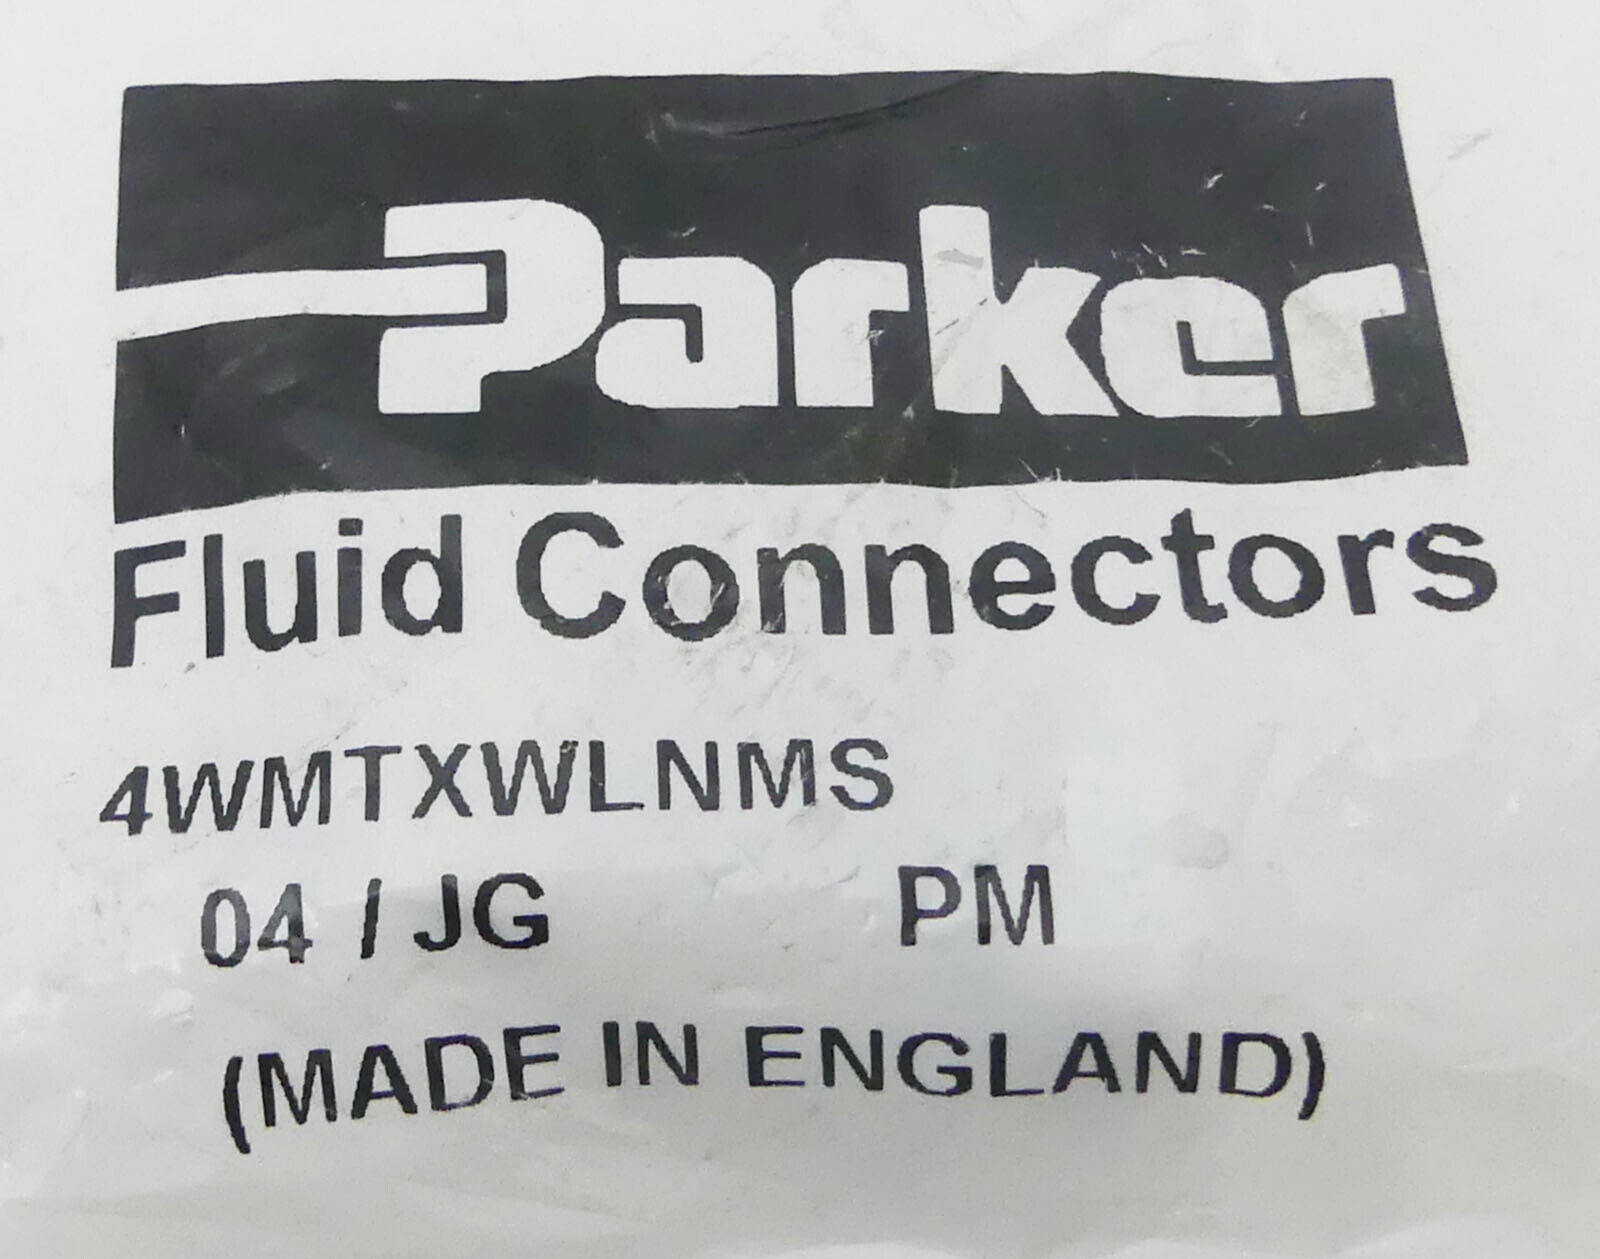 Parker
Fluid Connectors
4WMTXWLNMS
04 / JG PM
(MADE IN ENGLAND)